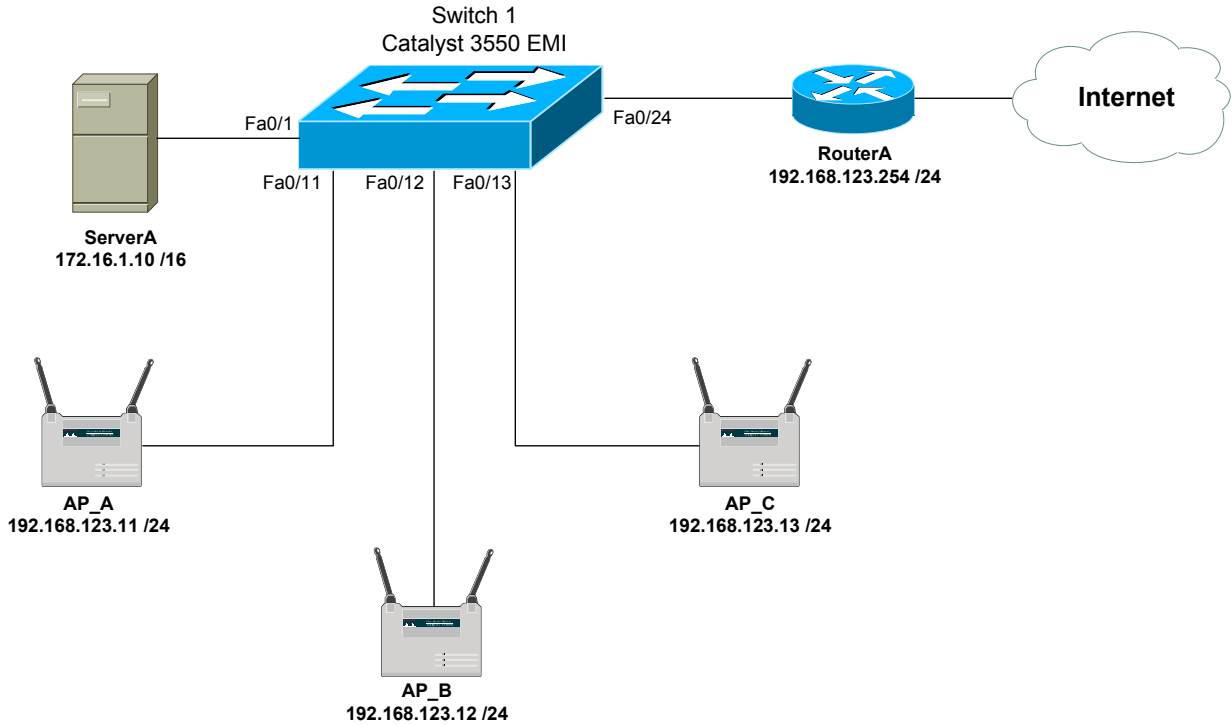 Switch 1
Catalyst 3550 EMI
Internet
Fa0/1
Fa0/24
RouterA
192.168.123.254 /24
Fa0/11
Fa0/12
Fa0/13
ServerA
172.16.1.10 /16
AP_A
192.168.123.11 /24
AP_C
192.168.123.13 /24
AP_B
192.168.123.12 /24